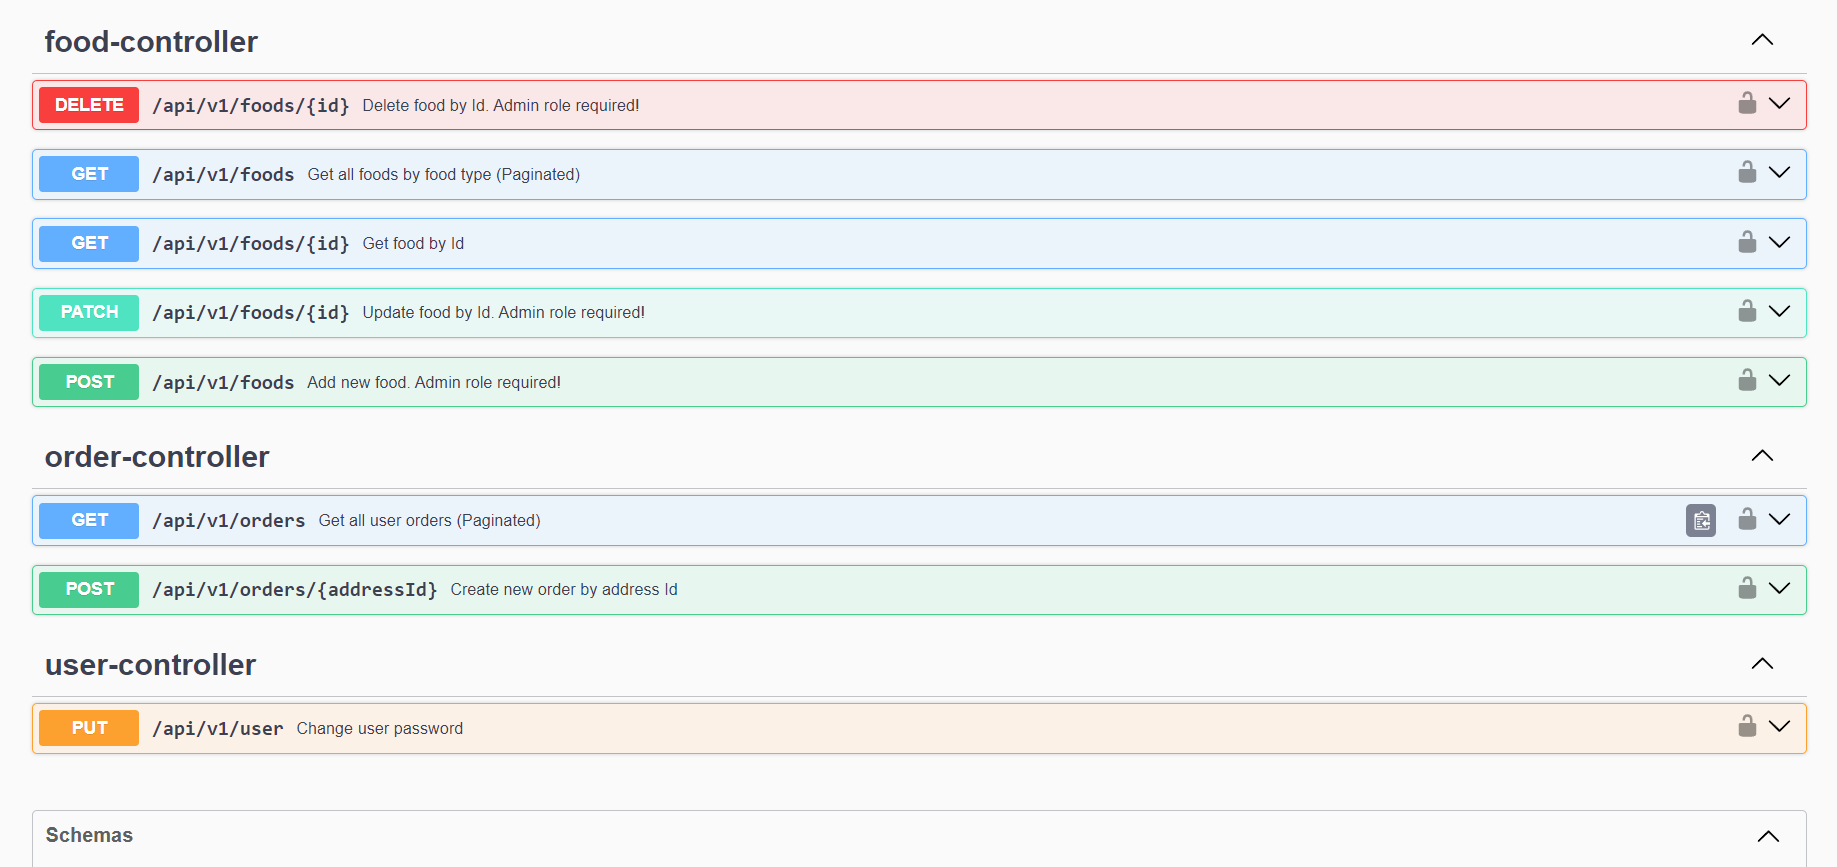 food-controller
DELETE /api/v1/foods/{id} Delete food by Id. Admin role required!
GET /api/v1/foods Get all foods by food type (Paginated)
GET /api/v1/foods/{id} Get food by Id
PATCH /api/v1/foods/{id} Update food by Id. Admin role required!
POST /api/v1/foods Add new food. Admin role required!
order-controller
GET /api/v1/orders Get all user orders (Paginated)
POST /api/v1/orders/{addressId} Create new order by address Id
user-controller
PUT /api/v1/user Change user password
Schemas